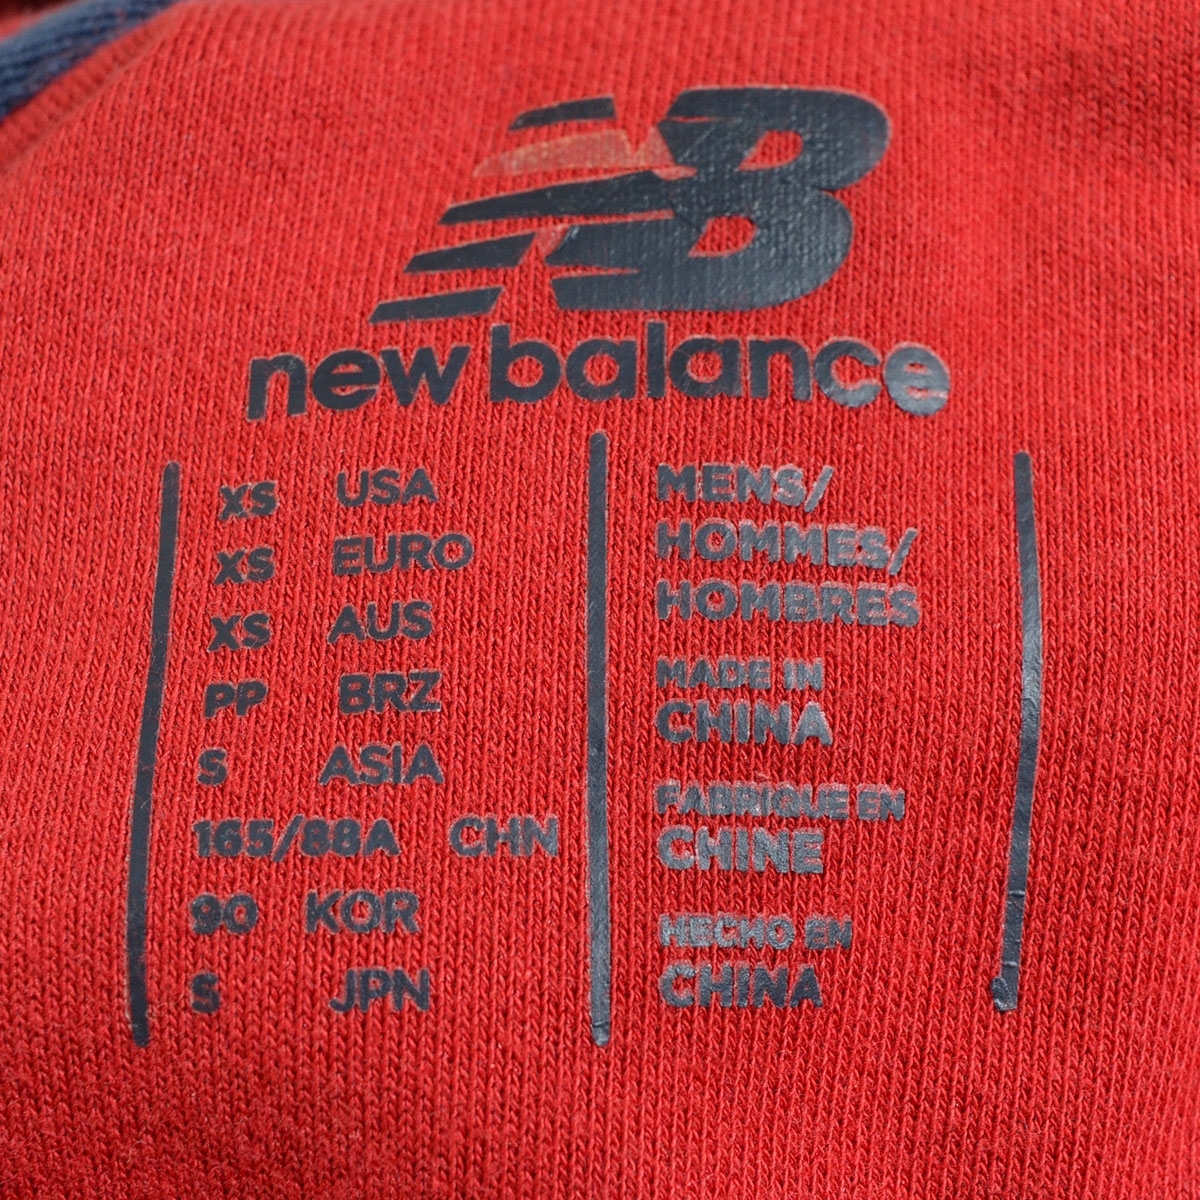 NB
new balance
XS USA
XS EURO
XS AUS
PP BRZ
S ASIA
165/88A CHN
90 KOR
S JPN
MENS/
HOMMES/
HOMBRES
MADE IN
CHINA
FABRIQUE EN
CHINE
HECHO EN
CHINA